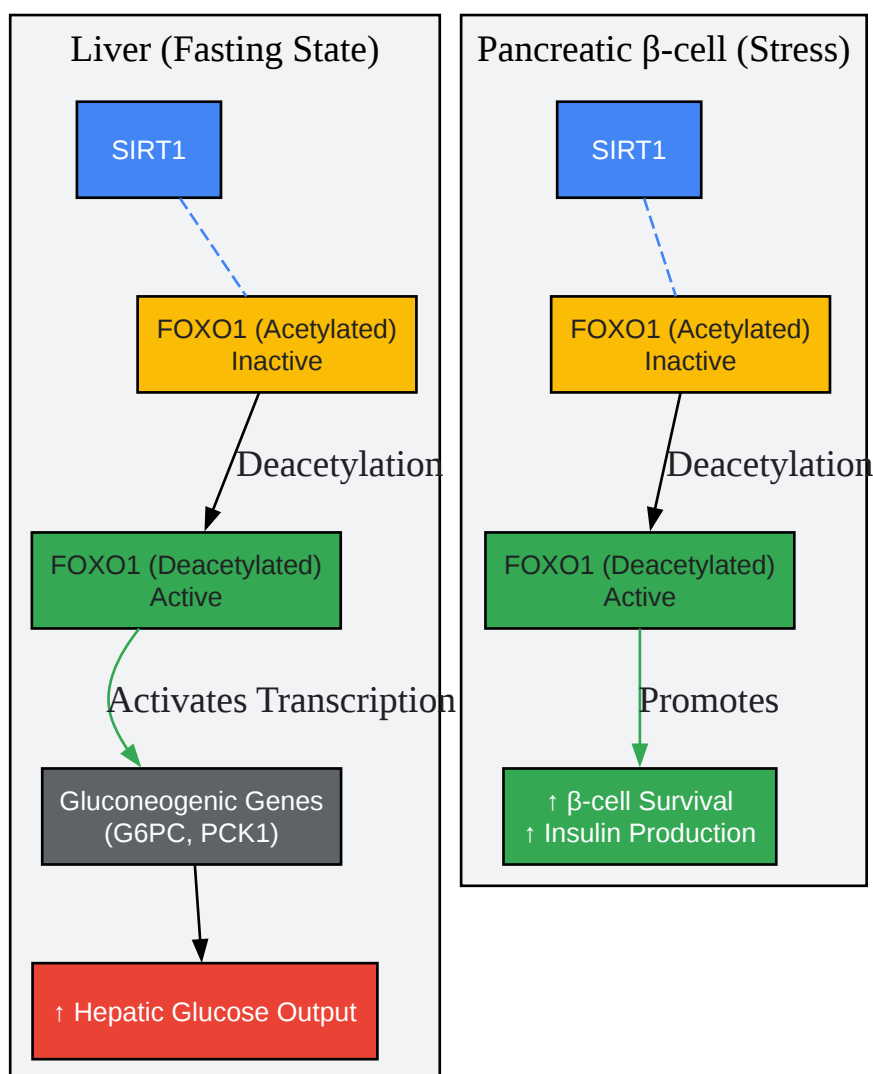 Liver (Fasting State)
SIRT1
FOXO1 (Acetylated)
Inactive
Deacetylation
FOXO1 (Deacetylated)
Active
Activates Transcription
Gluconeogenic Genes
(G6PC, PCK1)
↑ Hepatic Glucose Output
Pancreatic β-cell (Stress)
SIRT1
FOXO1 (Acetylated)
Inactive
Deacetylation
FOXO1 (Deacetylated)
Active
Promotes
↑ β-cell Survival
↑ Insulin Production